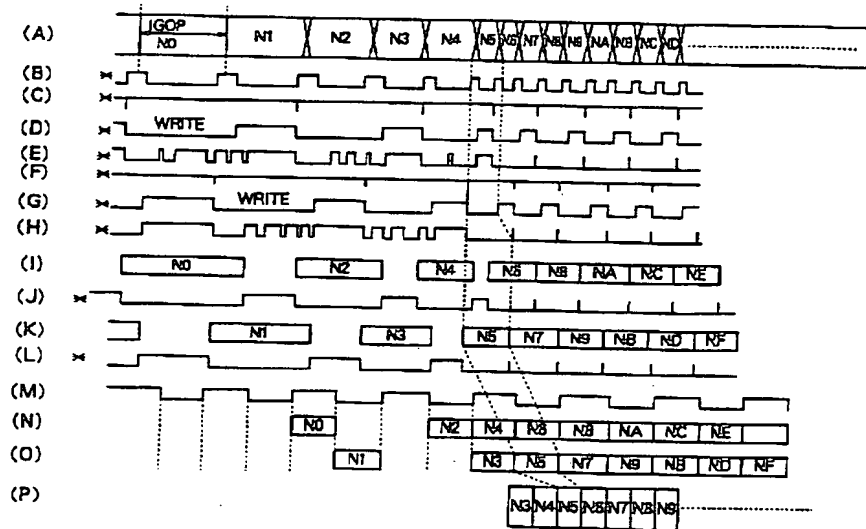 (A) 1GOP
N0 N1 N2 N3 N4 N5 N6 N7 N8 N9 NA NB NC ND
(B)
(C)
(D) WRITE
(E)
(F)
(G) WRITE
(H)
(I) N0 N2 N4 N6 N8 NA NC NE
(J)
(K) N1 N3 N5 N7 N9 NB ND NF
(L)
(M)
(N) N0 N2 N4 N6 N8 NA NC NE
(O) N1 N3 N5 N7 N9 NB ND NF
(P) N3 N4 N5 N6 N7 N8 N9